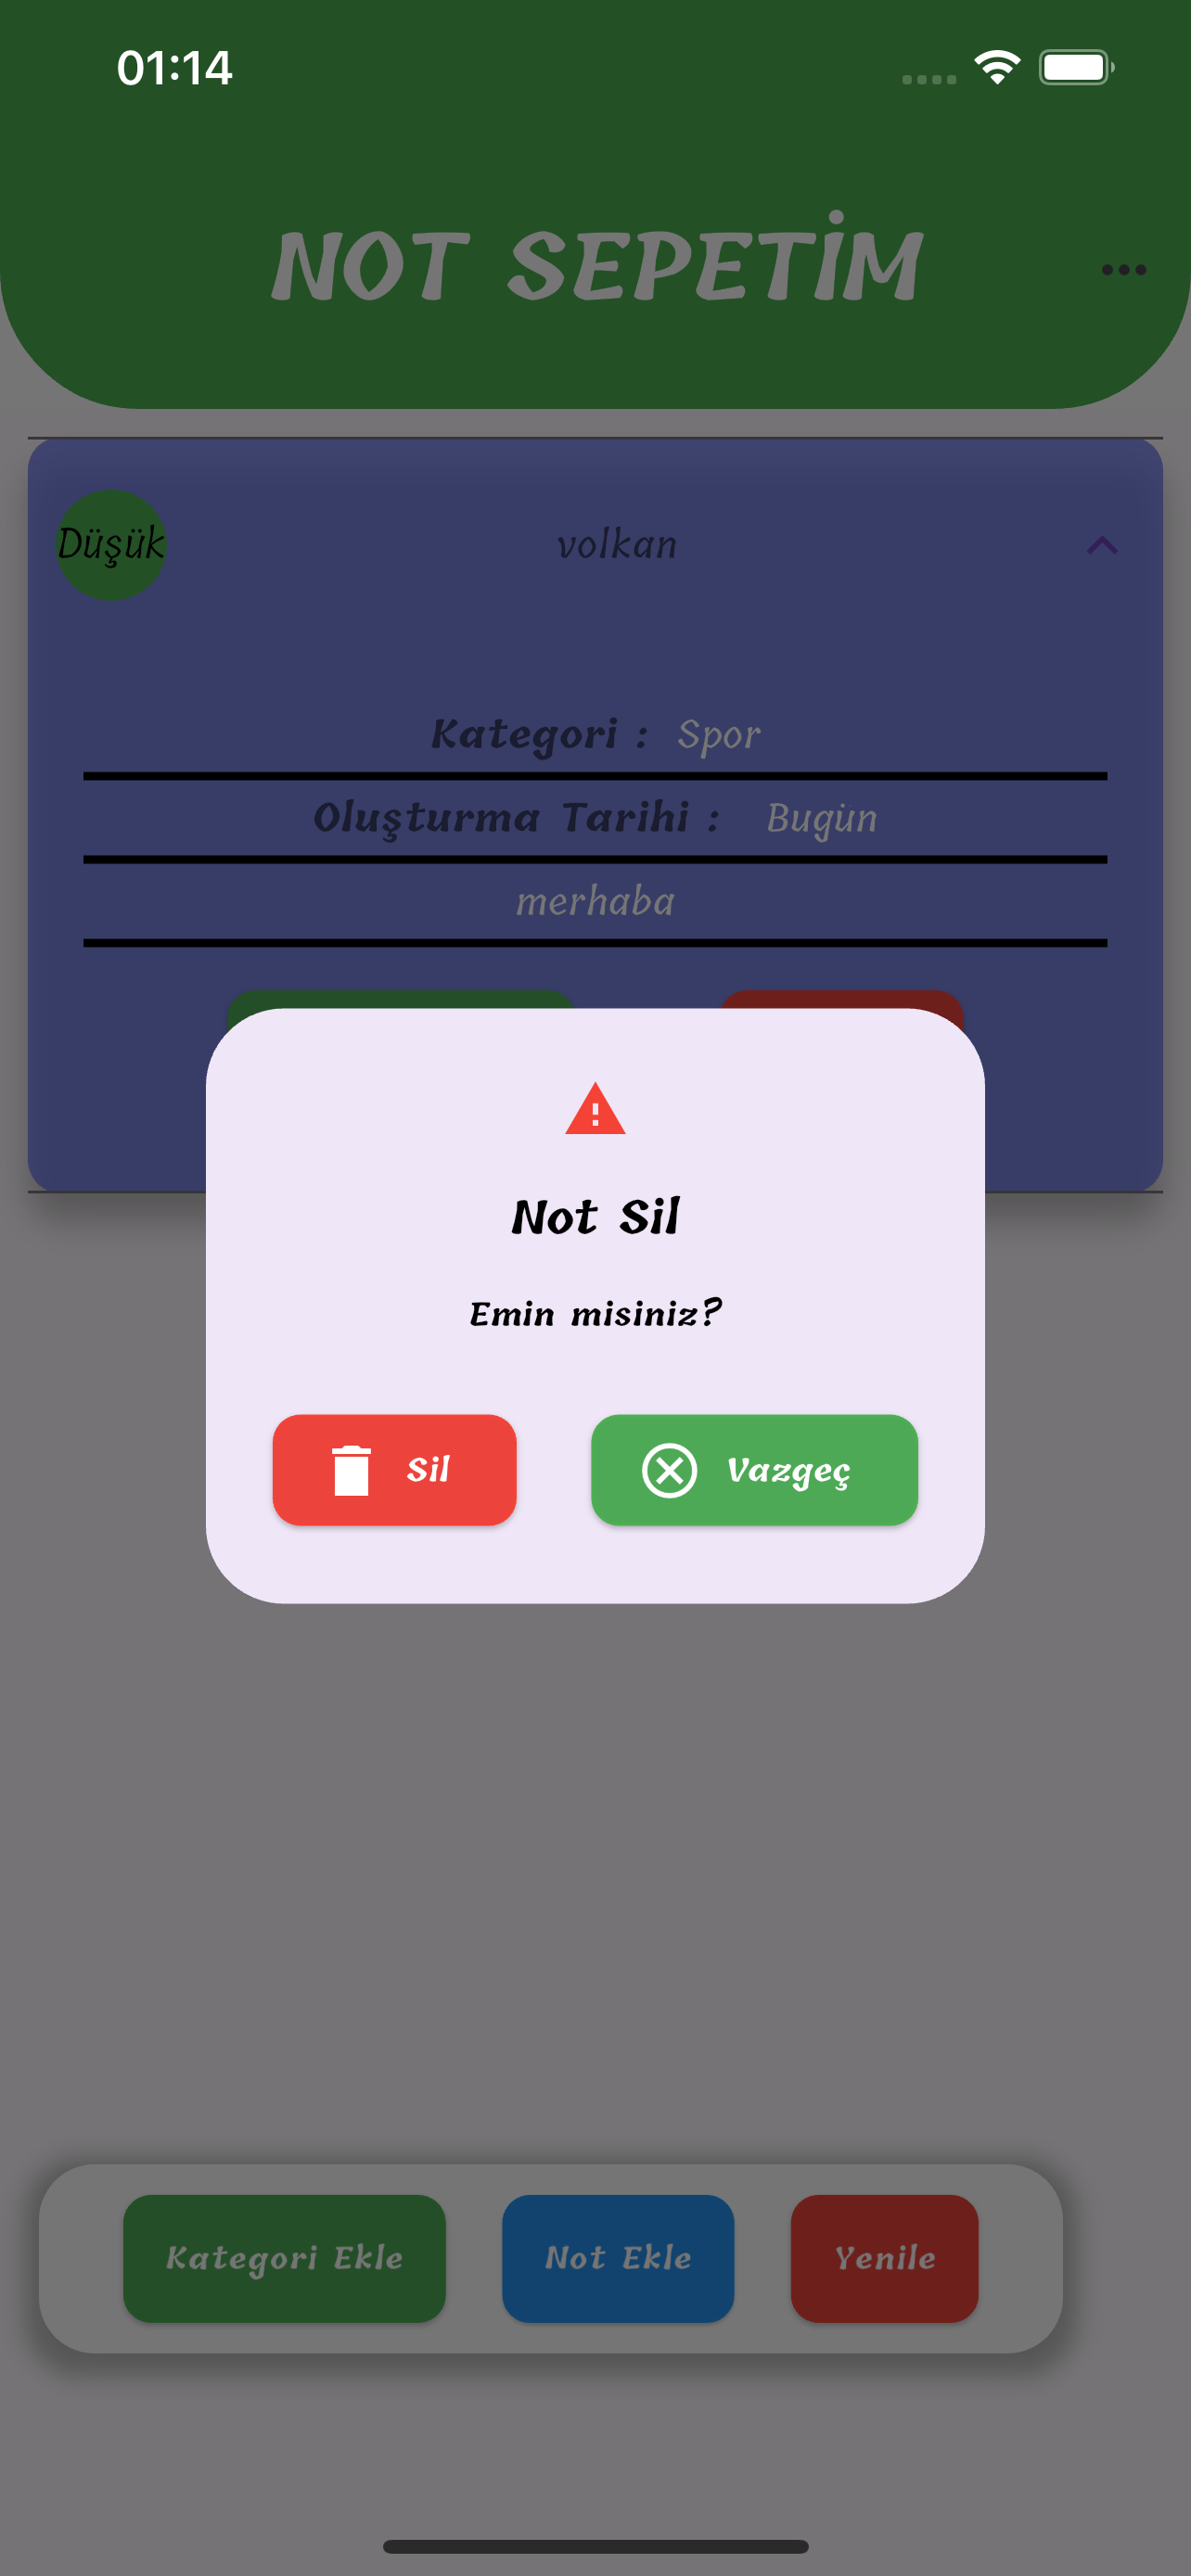 01:14
NOT SEPETİM
Düşük
volkan
Kategori : Spor
Oluşturma Tarihi : Bugün
merhaba
Not Sil
Emin misiniz?
Sil
Vazgeç
Kategori Ekle
Not Ekle
Yenile